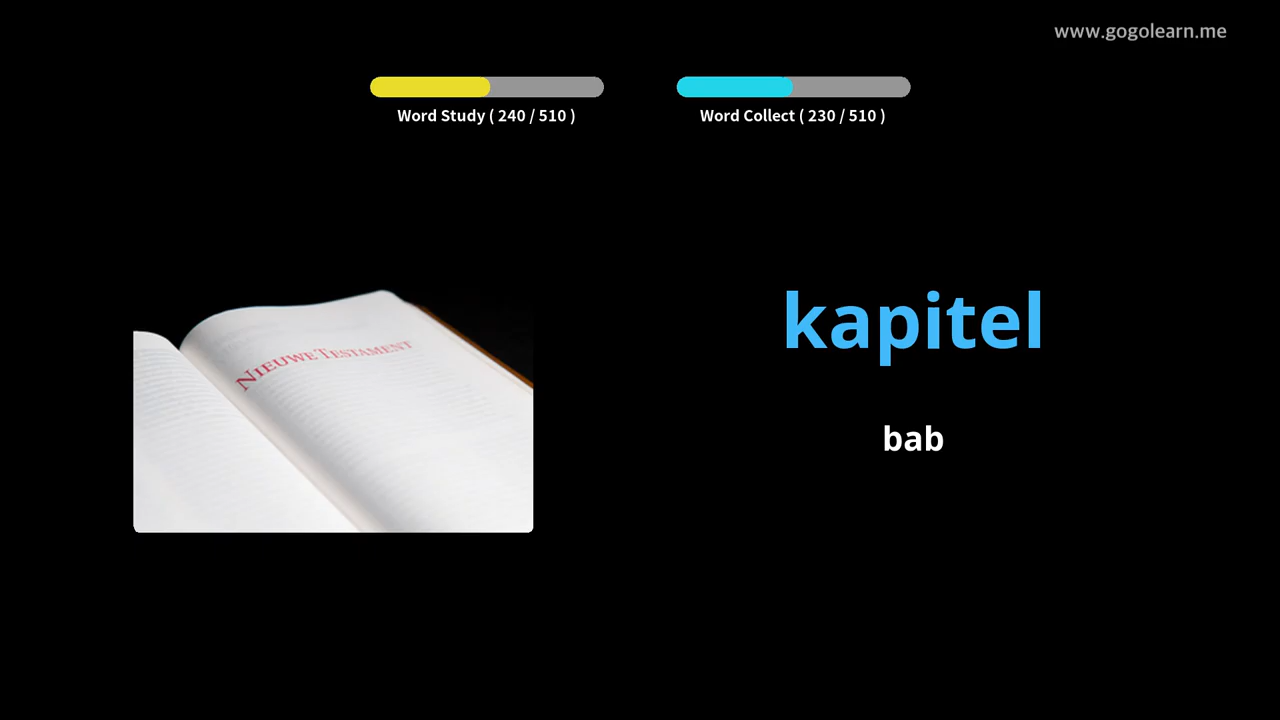 www.gogolearn.me
Word Study ( 240 / 510 )
Word Collect ( 230 / 510 )
NIEUWE TESTAMENT
kapitel
bab